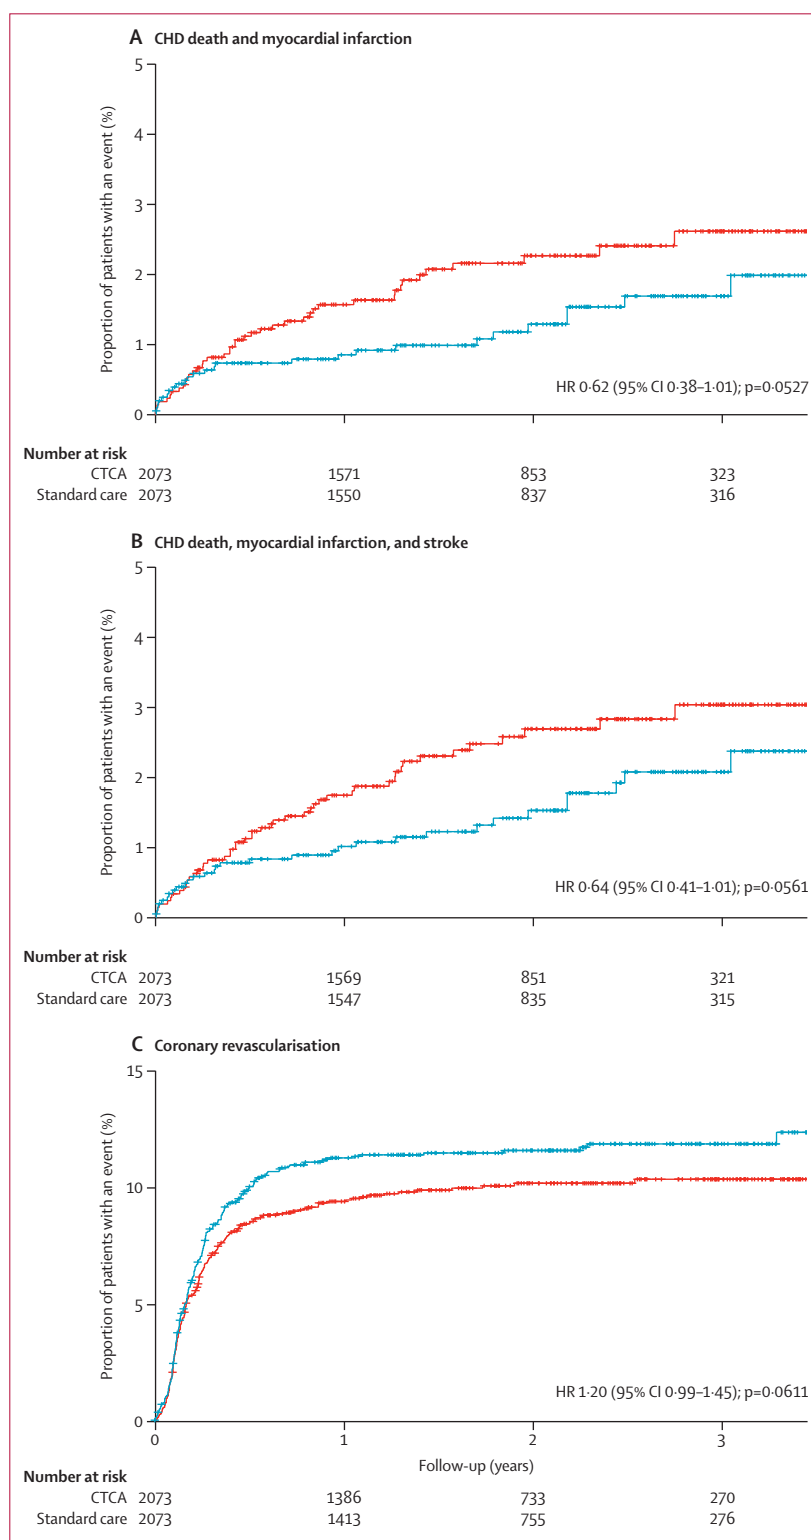 A CHD death and myocardial infarction
5
4
3
2
1
0
Proportion of patients with an event (%)
HR 0·62 (95% CI 0·38–1·01); p=0·0527
Number at risk
CTCA 2073 1571 853 323
Standard care 2073 1550 837 316
B CHD death, myocardial infarction, and stroke
5
4
3
2
1
0
Proportion of patients with an event (%)
HR 0·64 (95% CI 0·41–1·01); p=0·0561
Number at risk
CTCA 2073 1569 851 321
Standard care 2073 1547 835 315
C Coronary revascularisation
15
10
5
0
Proportion of patients with an event (%)
HR 1·20 (95% CI 0·99–1·45); p=0·0611
0 1 2 3
Follow-up (years)
Number at risk
CTCA 2073 1386 733 270
Standard care 2073 1413 755 276